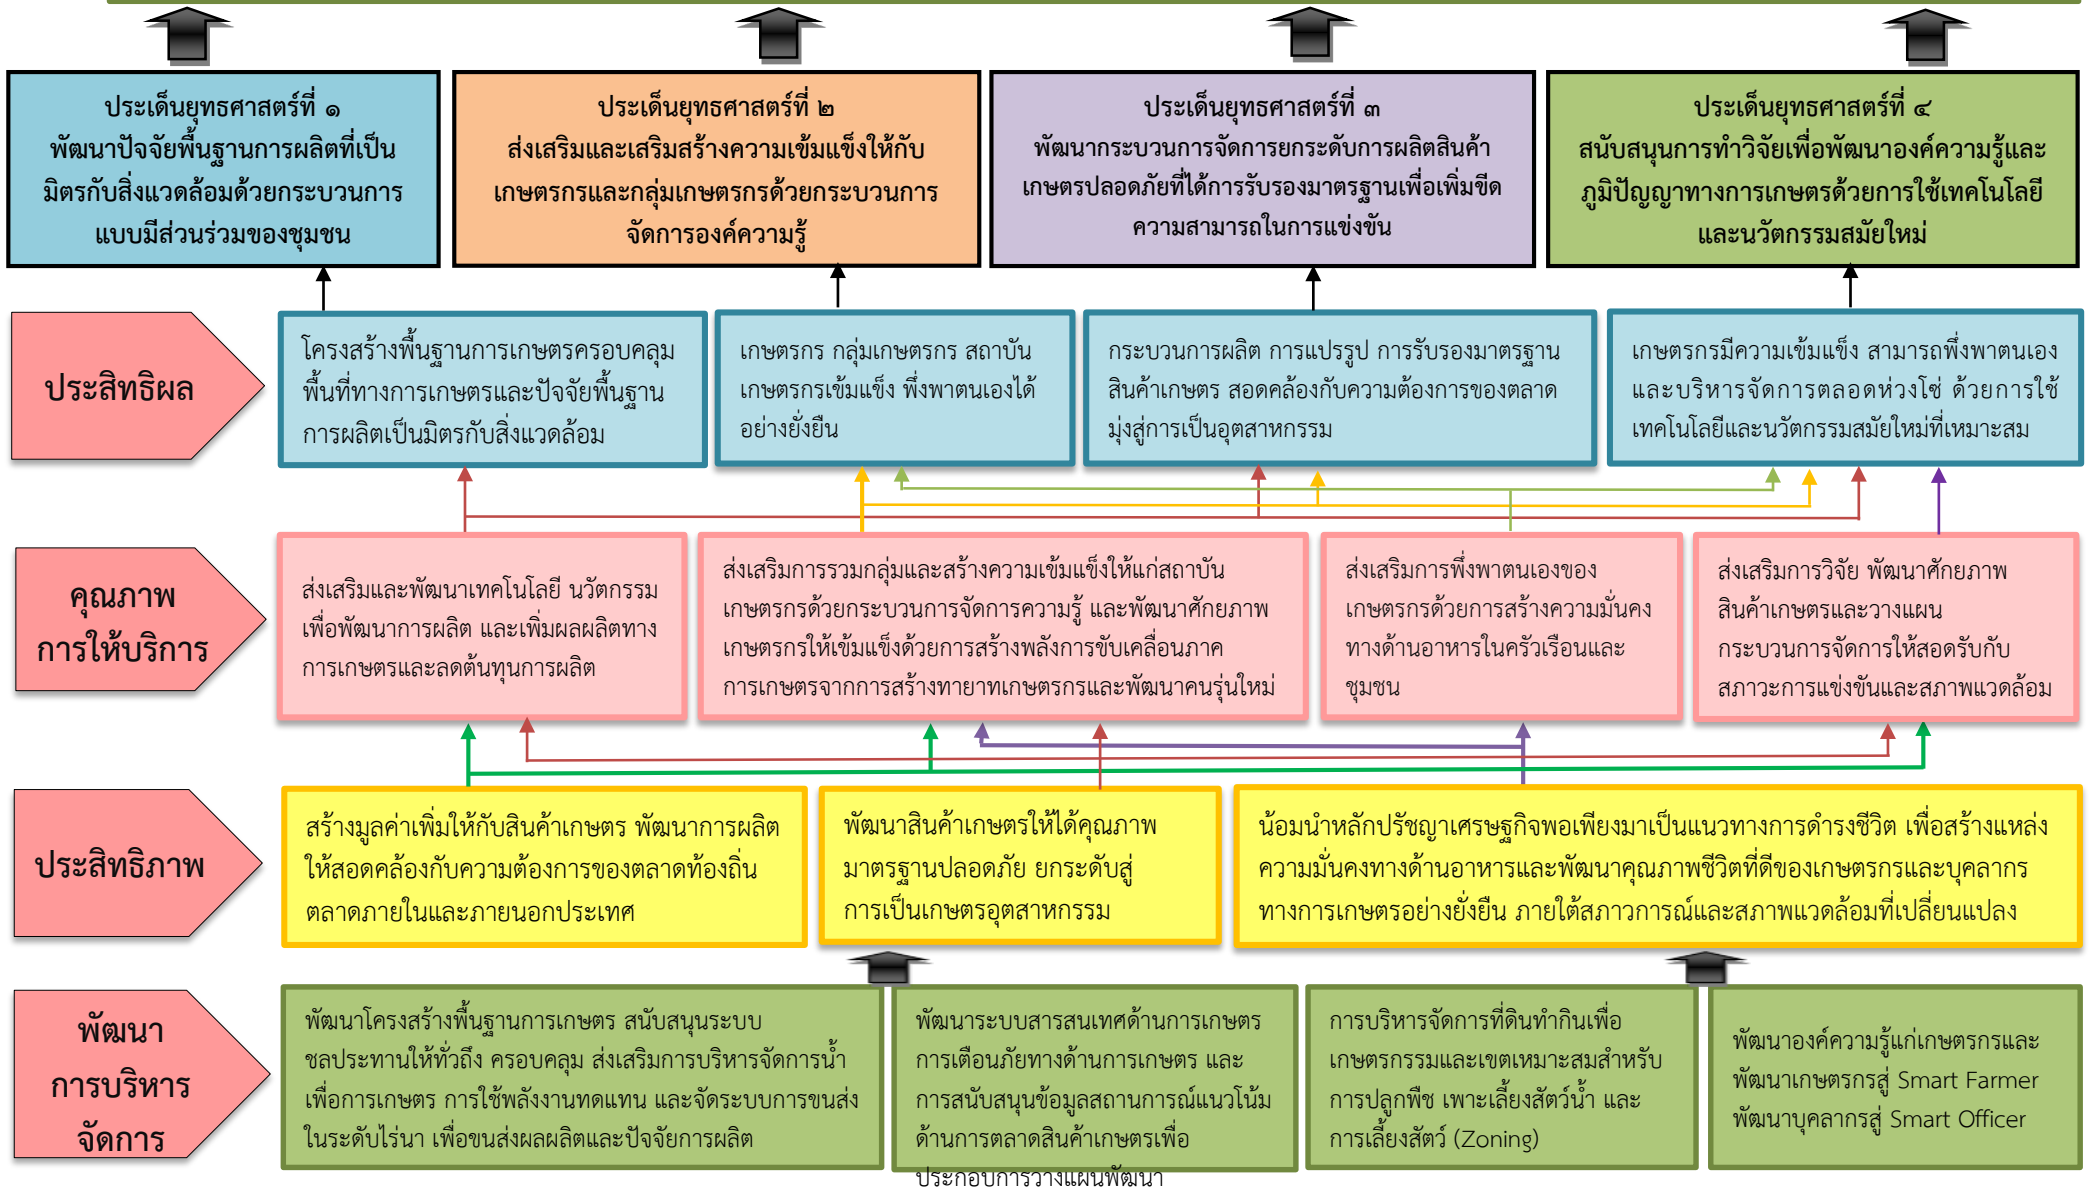 ประเด็นยุทธศาสตร์ที่ ๑
พัฒนาปัจจัยพื้นฐานการผลิตที่เป็น
มิตรกับสิ่งแวดล้อมด้วยกระบวนการ
แบบมีส่วนร่วมของชุมชน
ประเด็นยุทธศาสตร์ที่ ๒
ส่งเสริมและเสริมสร้างความเข้มแข็งให้กับ
เกษตรกรและกลุ่มเกษตรกรด้วยกระบวนการ
จัดการองค์ความรู้
ประเด็นยุทธศาสตร์ที่ ๓
พัฒนากระบวนการจัดการยกระดับการผลิตสินค้า
เกษตรปลอดภัยที่ได้การรับรองมาตรฐานเพื่อเพิ่มขีด
ความสามารถในการแข่งขัน
ประเด็นยุทธศาสตร์ที่ ๔
สนับสนุนการทำวิจัยเพื่อพัฒนาองค์ความรู้และ
ภูมิปัญญาทางการเกษตรด้วยการใช้เทคโนโลยี
และนวัตกรรมสมัยใหม่
ประสิทธิผล
โครงสร้างพื้นฐานการเกษตรครอบคลุม
พื้นที่ทางการเกษตรและปัจจัยพื้นฐาน
การผลิตเป็นมิตรกับสิ่งแวดล้อม
เกษตรกร กลุ่มเกษตรกร สถาบัน
เกษตรกรเข้มแข็ง พึ่งพาตนเองได้
อย่างยั่งยืน
กระบวนการผลิต การแปรรูป การรับรองมาตรฐาน
สินค้าเกษตร สอดคล้องกับความต้องการของตลาด
มุ่งสู่การเป็นอุตสาหกรรม
เกษตรกรมีความเข้มแข็ง สามารถพึ่งพาตนเอง
และบริหารจัดการตลอดห่วงโซ่ ด้วยการใช้
เทคโนโลยีและนวัตกรรมสมัยใหม่ที่เหมาะสม
คุณภาพ
การให้บริการ
ส่งเสริมและพัฒนาเทคโนโลยี นวัตกรรม
เพื่อพัฒนาการผลิต และเพิ่มผลผลิตทาง
การเกษตรและลดต้นทุนการผลิต
ส่งเสริมการรวมกลุ่มและสร้างความเข้มแข็งให้แก่สถาบัน
เกษตรกรด้วยกระบวนการจัดการความรู้ และพัฒนาศักยภาพ
เกษตรกรให้เข้มแข็งด้วยการสร้างพลังการขับเคลื่อนภาค
การเกษตรจากการสร้างทายาทเกษตรกรและพัฒนาคนรุ่นใหม่
ส่งเสริมการพึ่งพาตนเองของ
เกษตรกรด้วยการสร้างความมั่นคง
ทางด้านอาหารในครัวเรือนและ
ชุมชน
ส่งเสริมการวิจัย พัฒนาศักยภาพ
สินค้าเกษตรและวางแผน
กระบวนการจัดการให้สอดรับกับ
สภาวะการแข่งขันและสภาพแวดล้อม
ประสิทธิภาพ
สร้างมูลค่าเพิ่มให้กับสินค้าเกษตร พัฒนาการผลิต
ให้สอดคล้องกับความต้องการของตลาดท้องถิ่น
ตลาดภายในและภายนอกประเทศ
พัฒนาสินค้าเกษตรให้ได้คุณภาพ
มาตรฐานปลอดภัย ยกระดับสู่
การเป็นเกษตรอุตสาหกรรม
น้อมนำหลักปรัชญาเศรษฐกิจพอเพียงมาเป็นแนวทางการดำรงชีวิต เพื่อสร้างแหล่ง
ความมั่นคงทางด้านอาหารและพัฒนาคุณภาพชีวิตที่ดีของเกษตรกรและบุคลากร
ทางการเกษตรอย่างยั่งยืน ภายใต้สภาวการณ์และสภาพแวดล้อมที่เปลี่ยนแปลง
พัฒนา
การบริหาร
จัดการ
พัฒนาโครงสร้างพื้นฐานการเกษตร สนับสนุนระบบ
ชลประทานให้ทั่วถึง ครอบคลุม ส่งเสริมการบริหารจัดการน้ำ
เพื่อการเกษตร การใช้พลังงานทดแทน และจัดระบบการขนส่ง
ในระดับไร่นา เพื่อขนส่งผลผลิตและปัจจัยการผลิต
พัฒนาระบบสารสนเทศด้านการเกษตร
การเตือนภัยทางด้านการเกษตร และ
การสนับสนุนข้อมูลสถานการณ์แนวโน้ม
ด้านการตลาดสินค้าเกษตรเพื่อ
ประกอบการวางแผนพัฒนา
การบริหารจัดการที่ดินทำกินเพื่อ
เกษตรกรรมและเขตเหมาะสมสำหรับ
การปลูกพืช เพาะเลี้ยงสัตว์น้ำ และ
การเลี้ยงสัตว์ (Zoning)
พัฒนาองค์ความรู้แก่เกษตรกรและ
พัฒนาเกษตรกรสู่ Smart Farmer
พัฒนาบุคลากรสู่ Smart Officer